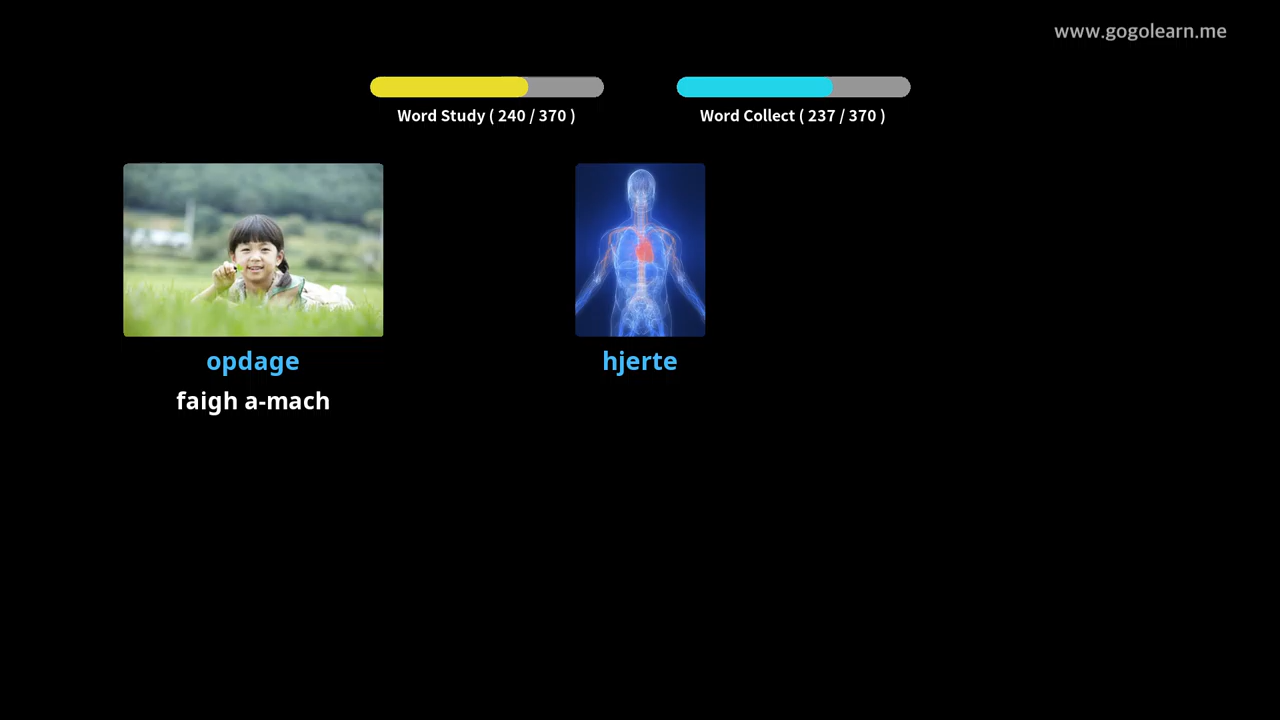 www.gogolearn.me
Word Study ( 240 / 370 )
Word Collect ( 237 / 370 )
opdage
hjerte
faigh a-mach